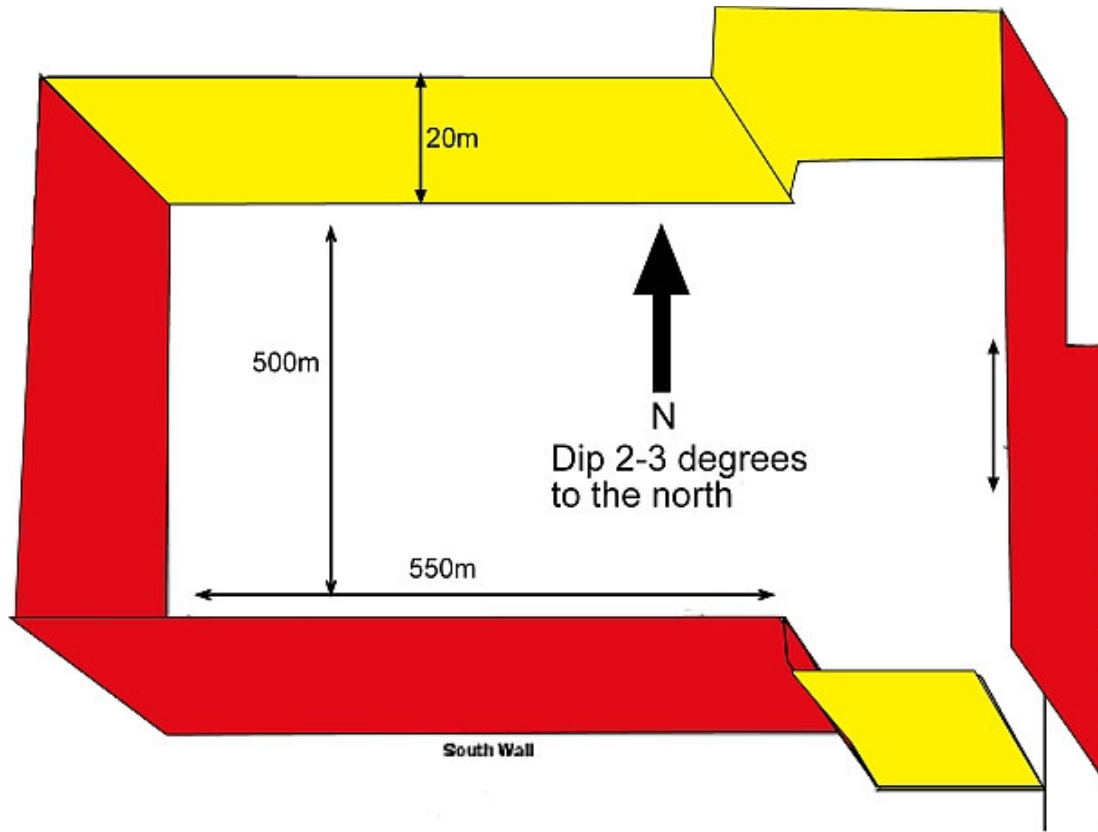 20m
500m
N
Dip 2-3 degrees
to the north
550m
South Wall